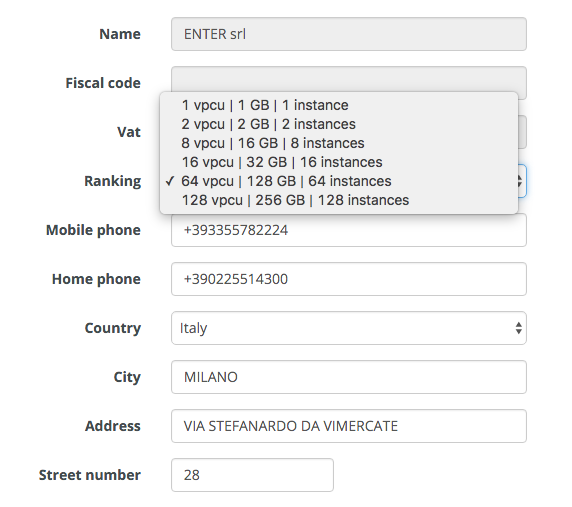 Name ENTER srl
Fiscal code
1 vpcu | 1 GB | 1 instance
2 vpcu | 2 GB | 2 instances
Vat
8 vpcu | 16 GB | 8 instances
16 vpcu | 32 GB | 16 instances
Ranking ✓ 64 vpcu | 128 GB | 64 instances
128 vpcu | 256 GB | 128 instances
Mobile phone +393355782224
Home phone +390225514300
Country Italy
City MILANO
Address VIA STEFANARDO DA VIMERCATE
Street number 28